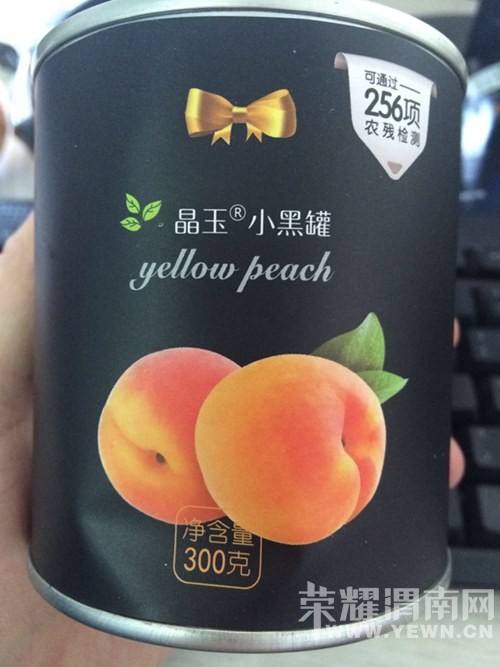 可通过
256项
农残检测
晶玉®小黑罐
yellow peach
净含量
300克
荣耀渭南网
WWW.YEWN.CN